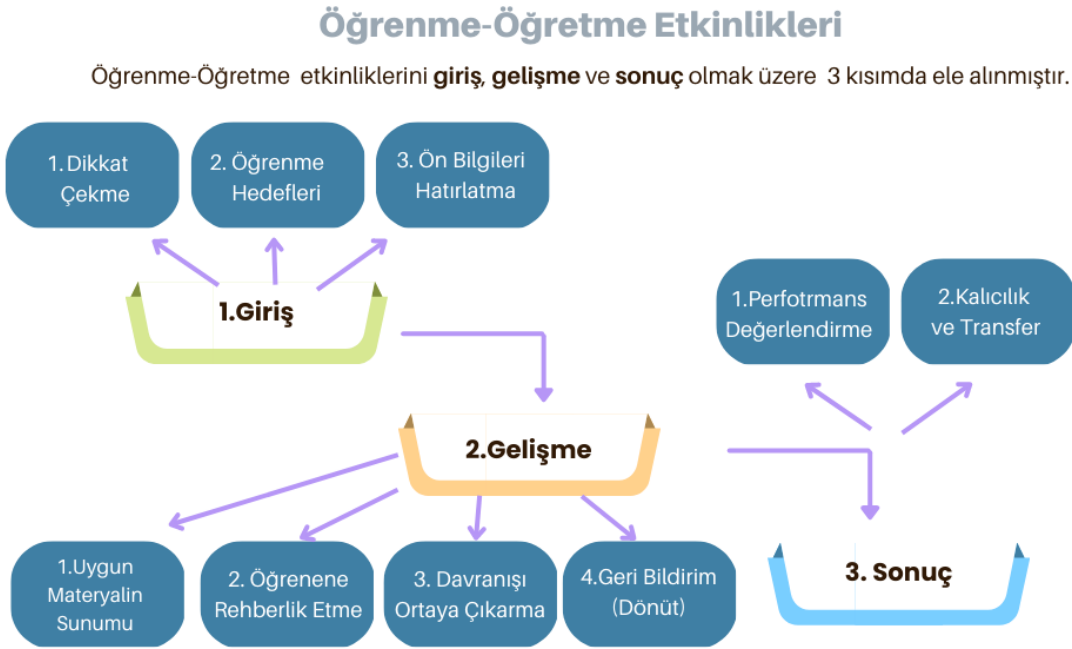 Öğrenme-Öğretme Etkinlikleri
Öğrenme-Öğretme etkinliklerini giriş, gelişme ve sonuç olmak üzere 3 kısımda ele alınmıştır.
1.Dikkat
Çekme
2. Öğrenme
Hedefleri
3. Ön Bilgileri
Hatırlatma
1.Giriş
1.Perfotrmans
Değerlendirme
2.Kalıcılık
ve Transfer
2.Gelişme
1.Uygun
Materyalin
Sunumu
2. Öğrenene
Rehberlik Etme
3. Davranışı
Ortaya Çıkarma
4.Geri Bildirim
(Dönüt)
3. Sonuç